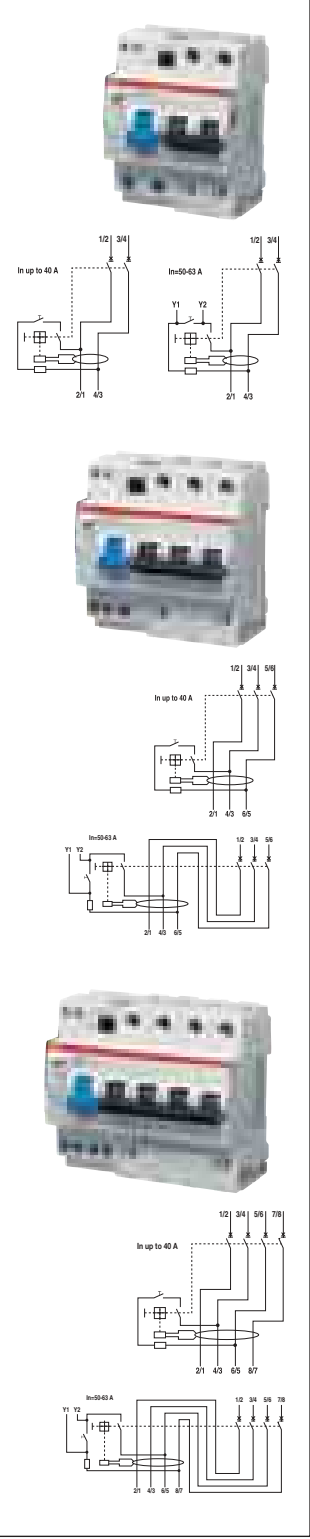 1/2 3/4
1/2 3/4
In up to 40 A
In=50-63 A
Y1 Y2
2/1 4/3
2/1 4/3
1/2 3/4 5/6
In up to 40 A
2/1 4/3 6/5
In=50-63 A
Y1 Y2
1/2 3/4 5/6
2/1 4/3 6/5
1/2 3/4 5/6 7/8
In up to 40 A
2/1 4/3 6/5 8/7
In=50-63 A
Y1 Y2
1/2 3/4 5/6 7/8
2/1 4/3 6/5 8/7